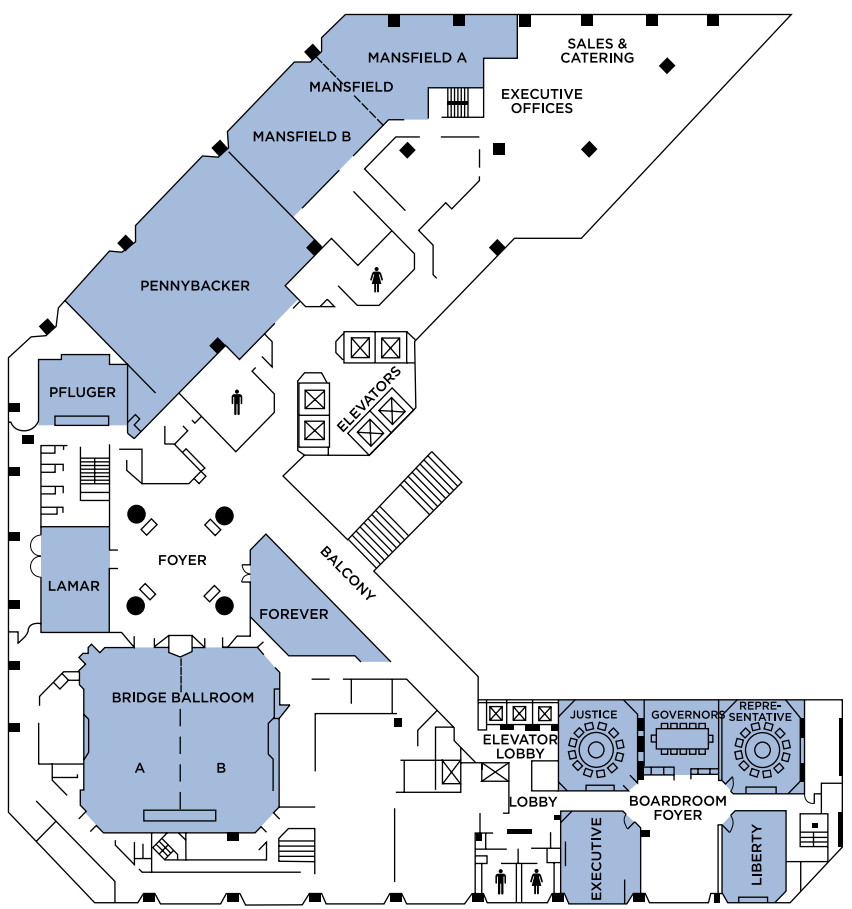 SALES &
CATERING
MANSFIELD A
MANSFIELD
EXECUTIVE
OFFICES
MANSFIELD B
PENNYBACKER
PFLUGER
ELEVATORS
FOYER
BALCONY
LAMAR
FOREVER
BRIDGE BALLROOM
A
B
JUSTICE
GOVERNORS
REPRE-
SENTATIVE
ELEVATOR
LOBBY
LOBBY
BOARDROOM
FOYER
EXECUTIVE
LIBERTY